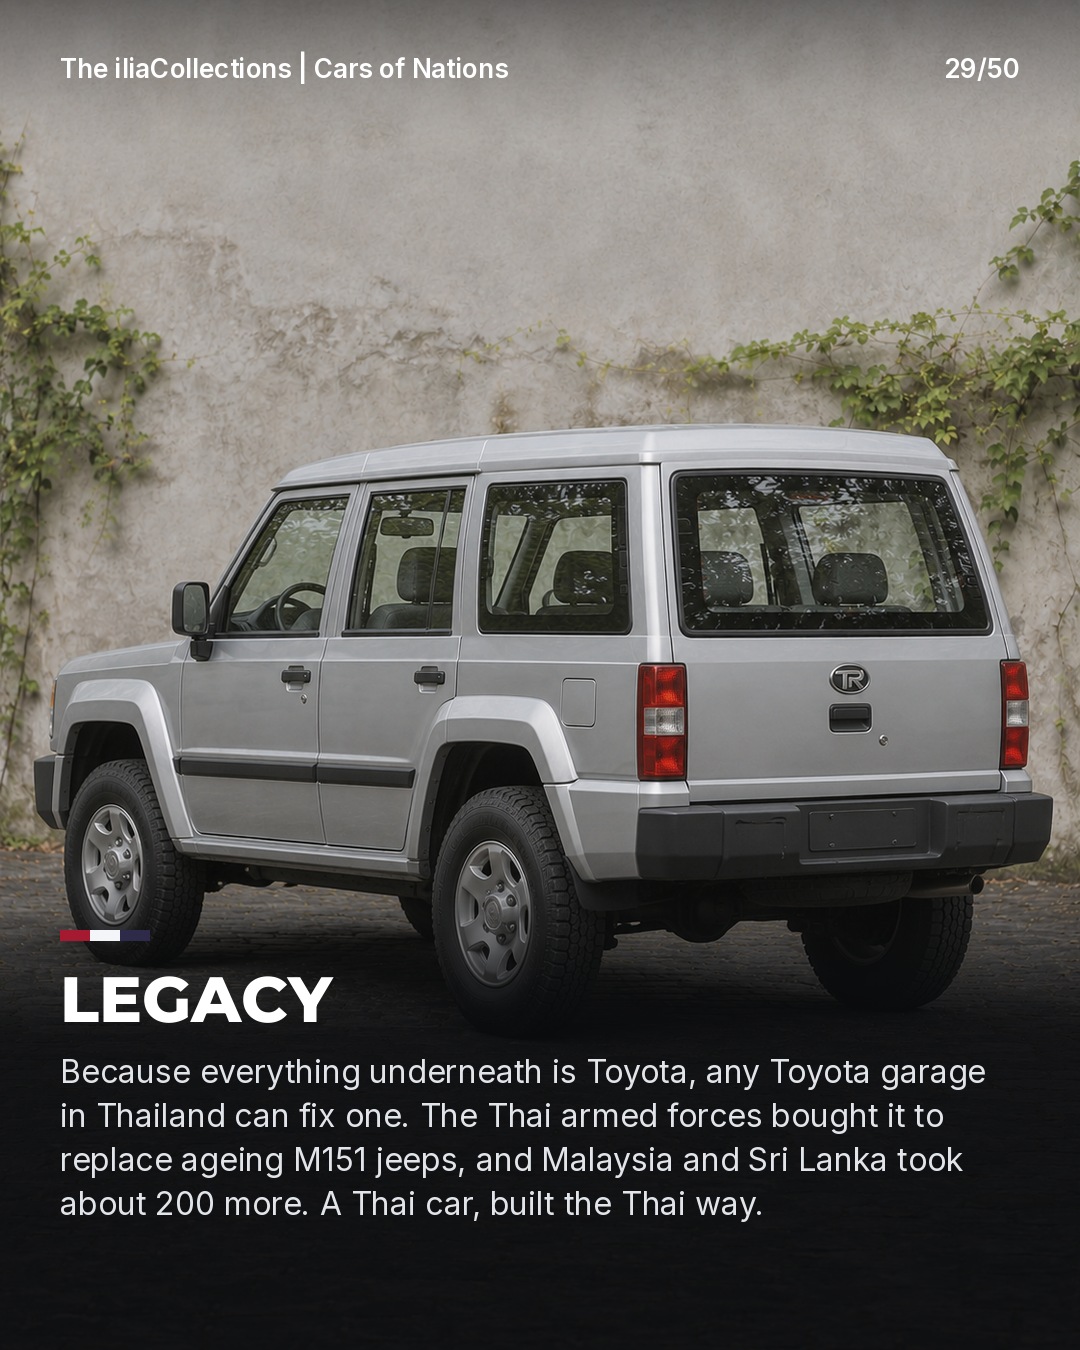 The iliaCollections | Cars of Nations
29/50
TR
LEGACY
Because everything underneath is Toyota, any Toyota garage
in Thailand can fix one. The Thai armed forces bought it to
replace ageing M151 jeeps, and Malaysia and Sri Lanka took
about 200 more. A Thai car, built the Thai way.